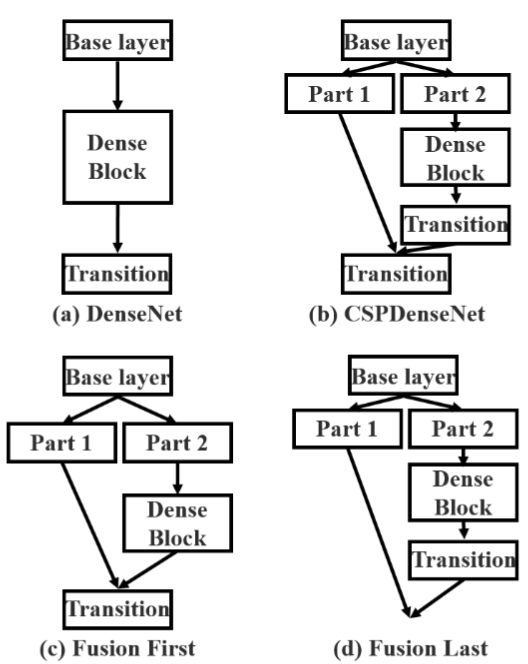 Base layer
Dense
Block
Transition
(a) DenseNet
Base layer
Part 1
Part 2
Dense
Block
Transition
Transition
(b) CSPDenseNet
Base layer
Part 1
Part 2
Dense
Block
Transition
(c) Fusion First
Base layer
Part 1
Part 2
Dense
Block
Transition
(d) Fusion Last